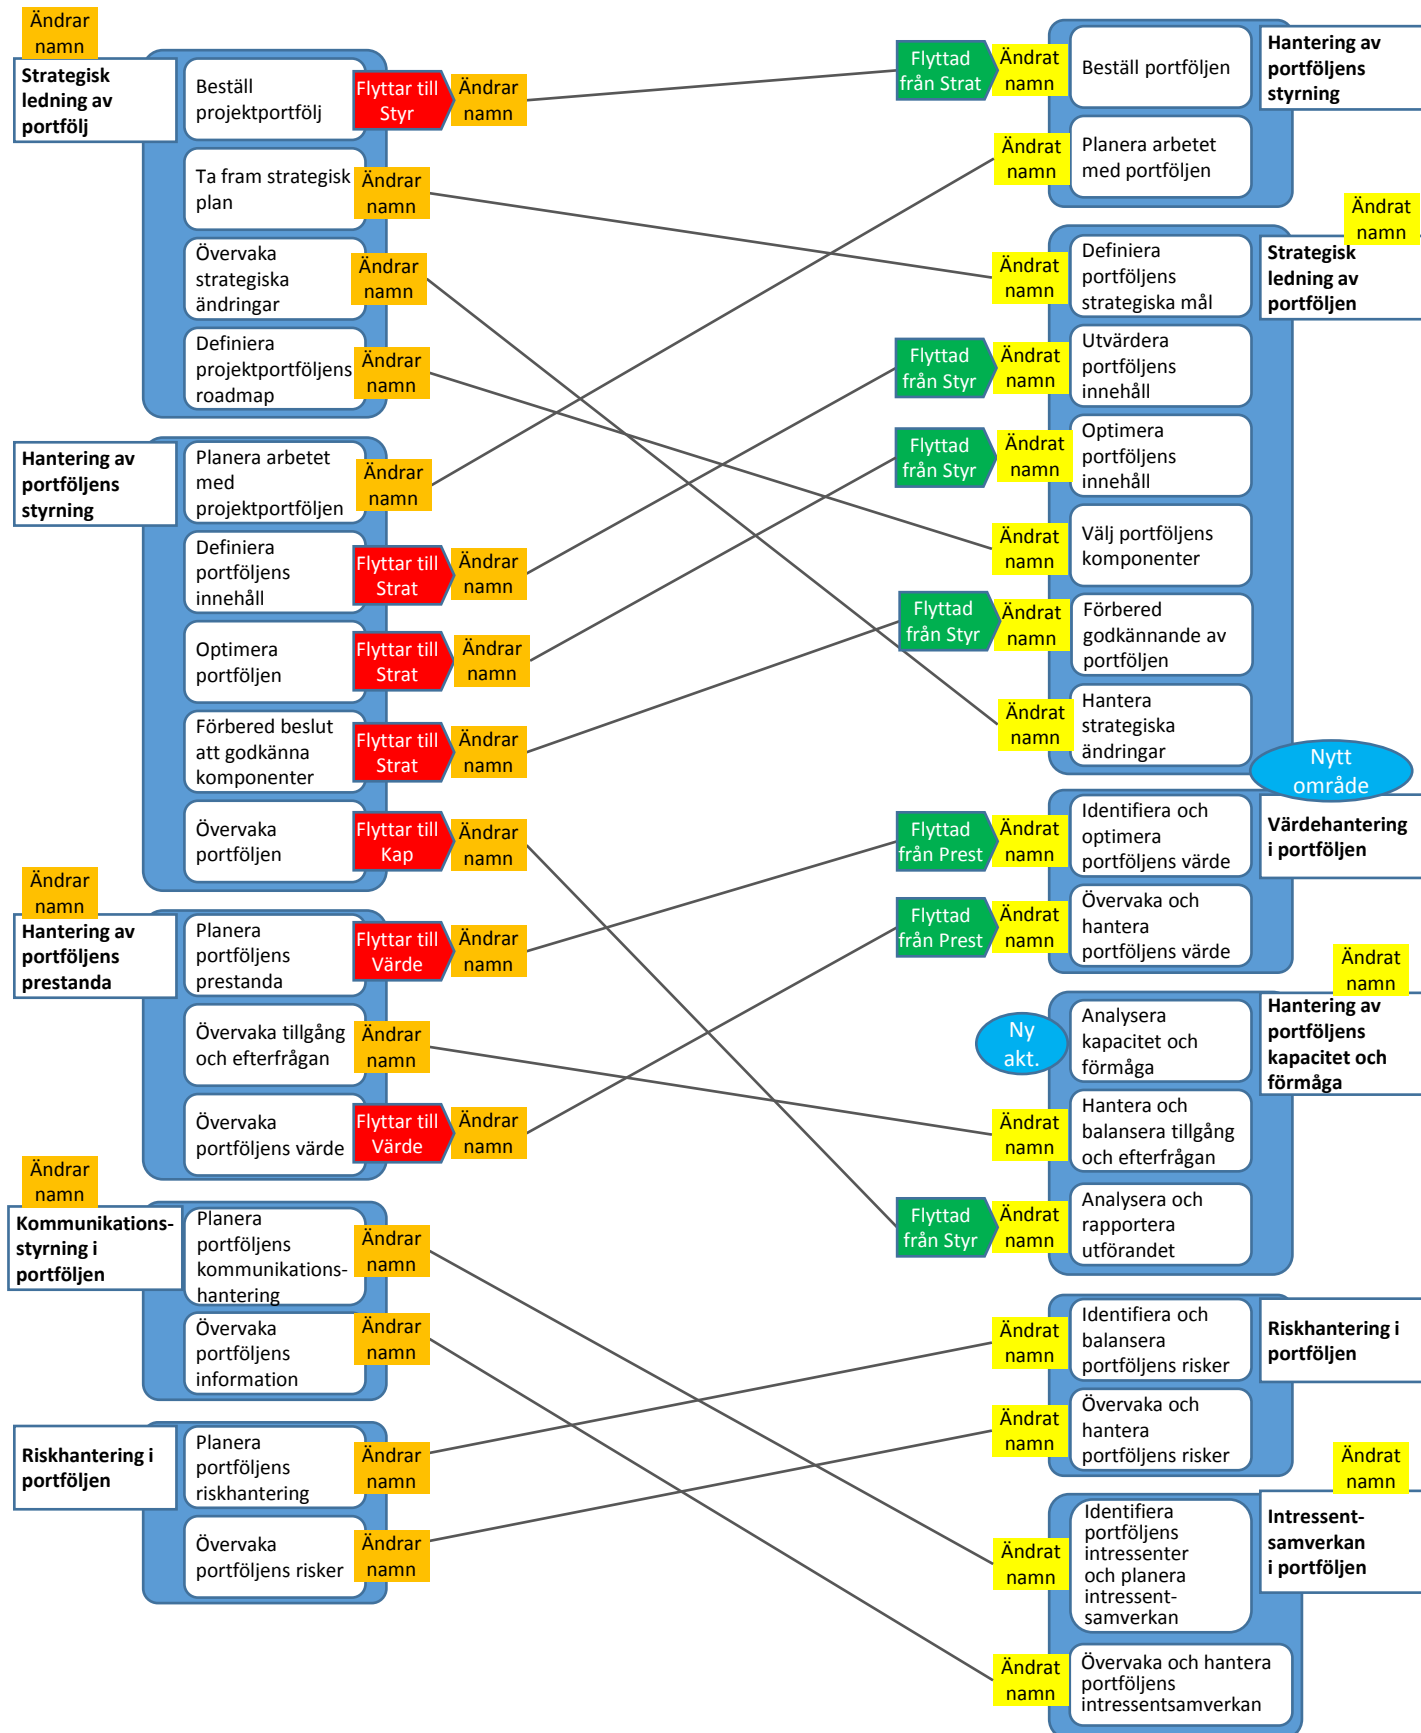 Ändrar
namn
Strategisk
ledning av
portfölj
Beställ
projektportfölj
Flyttar till
Styr
Ändrar
namn
Ta fram strategisk
plan
Ändrar
namn
Övervaka
strategiska
ändringar
Ändrar
namn
Definiera
projektportföljens
roadmap
Ändrar
namn
Hantering av
portföljens
styrning
Planera arbetet
med
projektportföljen
Ändrar
namn
Definiera
portföljens
innehåll
Flyttar till
Strat
Ändrar
namn
Optimera
portföljen
Flyttar till
Strat
Ändrar
namn
Förbered beslut
att godkänna
komponenter
Flyttar till
Strat
Ändrar
namn
Övervaka
portföljen
Flyttar till
Kap
Ändrar
namn
Ändrar
namn
Hantering av
portföljens
prestanda
Planera
portföljens
prestanda
Flyttar till
Värde
Ändrar
namn
Övervaka tillgång
och efterfrågan
Ändrar
namn
Övervaka
portföljens värde
Flyttar till
Värde
Ändrar
namn
Ändrar
namn
Kommunikations-
styrning i
portföljen
Planera
portföljens
kommunikations-
hantering
Ändrar
namn
Övervaka
portföljens
information
Ändrar
namn
Riskhantering i
portföljen
Planera
portföljens
riskhantering
Ändrar
namn
Övervaka
portföljens risker
Ändrar
namn
Flyttad
från Strat
Ändrat
namn
Beställ portföljen
Hantering av
portföljens
styrning
Ändrat
namn
Planera arbetet
med portföljen
Ändrat
namn
Strategisk
ledning av
portföljen
Ändrat
namn
Definiera
portföljens
strategiska mål
Flyttad
från Styr
Ändrat
namn
Utvärdera
portföljens
innehåll
Flyttad
från Styr
Ändrat
namn
Optimera
portföljens
innehåll
Ändrat
namn
Välj portföljens
komponenter
Flyttad
från Styr
Ändrat
namn
Förbered
godkännande av
portföljen
Ändrat
namn
Hantera
strategiska
ändringar
Nytt
område
Värdehantering
i portföljen
Flyttad
från Prest
Ändrat
namn
Identifiera och
optimera
portföljens värde
Flyttad
från Prest
Ändrat
namn
Övervaka och
hantera
portföljens värde
Ändrat
namn
Hantering av
portföljens
kapacitet och
förmåga
Ny
akt.
Analysera
kapacitet och
förmåga
Ändrat
namn
Hantera och
balansera tillgång
och efterfrågan
Flyttad
från Styr
Ändrat
namn
Analysera och
rapportera
utförandet
Ändrat
namn
Identifiera och
balansera
portföljens risker
Riskhantering i
portföljen
Ändrat
namn
Övervaka och
hantera
portföljens risker
Ändrat
namn
Intressent-
samverkan
i portföljen
Ändrat
namn
Identifiera
portföljens
intressenter
och planera
intressent-
samverkan
Ändrat
namn
Övervaka och hantera
portföljens
intressentsamverkan